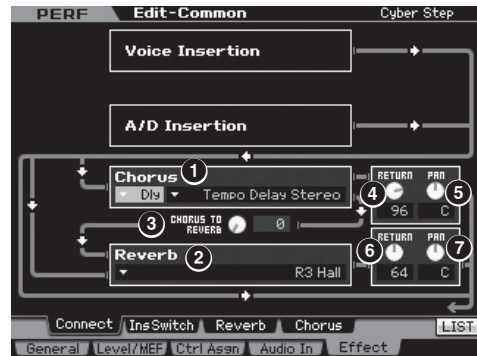 PERF Edit-Common Cyber Step
Voice Insertion
A/D Insertion
Chorus 1
Dly Tempo Delay Stereo
RETURN PAN
4 5
96 C
3 CHORUS TO REVERB 0
Reverb 2
R3 Hall
RETURN PAN
6 7
64 C
Connect InsSwitch Reverb Chorus LIST
General Level/MEF Ctrl Asgn Audio In Effect